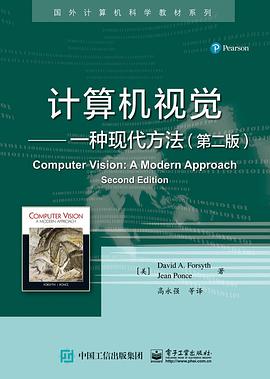 国外计算机科学教材系列
Pearson
计算机视觉
——一种现代方法(第二版)
Computer Vision: A Modern Approach
Second Edition
COMPUTER VISION
A MODERN APPROACH
FORSYTH | PONCE
[美] David A. Forsyth
Jean Ponce 著
高永强 等译
中国工信出版集团
电子工业出版社